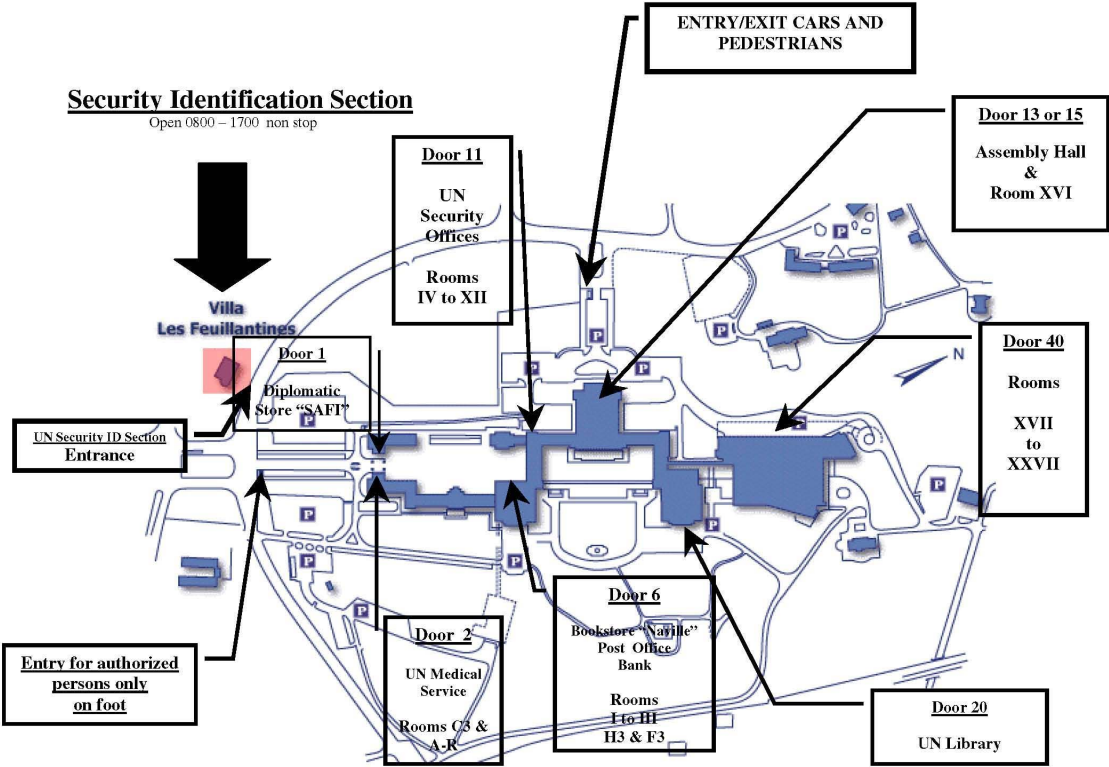 ENTRY/EXIT CARS AND
PEDESTRIANS
Security Identification Section
Open 0800 – 1700 non stop
Door 13 or 15
Assembly Hall
&
Room XVI
Door 11
UN
Security
Offices
Rooms
IV to XII
Villa
Les Feuillantines
Door 1
Diplomatic
Store “SAFI”
Door 40
Rooms
XVII
to
XXVII
N
UN Security ID Section
Entrance
P
P
P
P
P
P
P
P
P
P
P
P
P
Entry for authorized
persons only
on foot
Door 2
UN Medical
Service
Rooms C3 &
A-R
Door 6
Bookstore “Naville”
Post Office
Bank
Rooms
I to III
H3 & F3
Door 20
UN Library